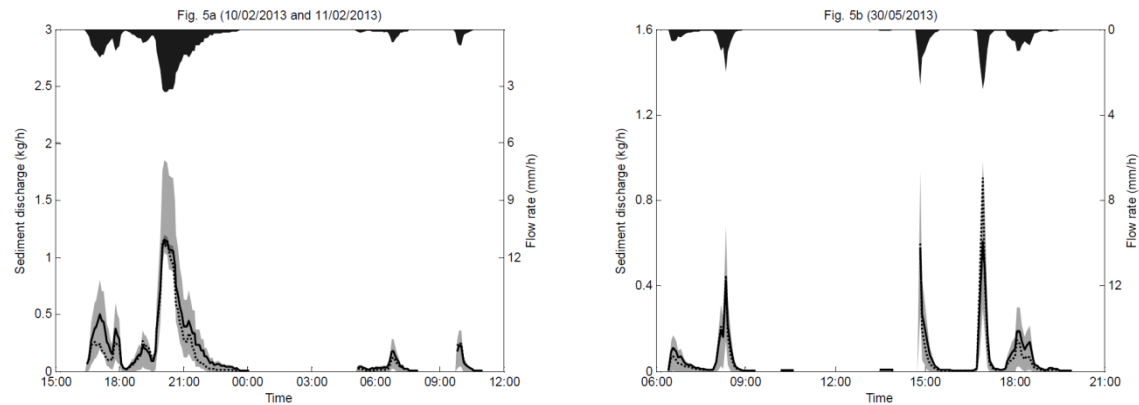 Fig. 5a (10/02/2013 and 11/02/2013)
3
2.5
2
1.5
1
0.5
0
Sediment discharge (kg/h)
3
6
9
12
Flow rate (mm/h)
15:00 18:00 21:00 00:00 03:00 06:00 09:00 12:00
Time
Fig. 5b (30/05/2013)
1.6
1.2
0.8
0.4
0
Sediment discharge (kg/h)
0
4
8
12
Flow rate (mm/h)
06:00 09:00 12:00 15:00 18:00 21:00
Time